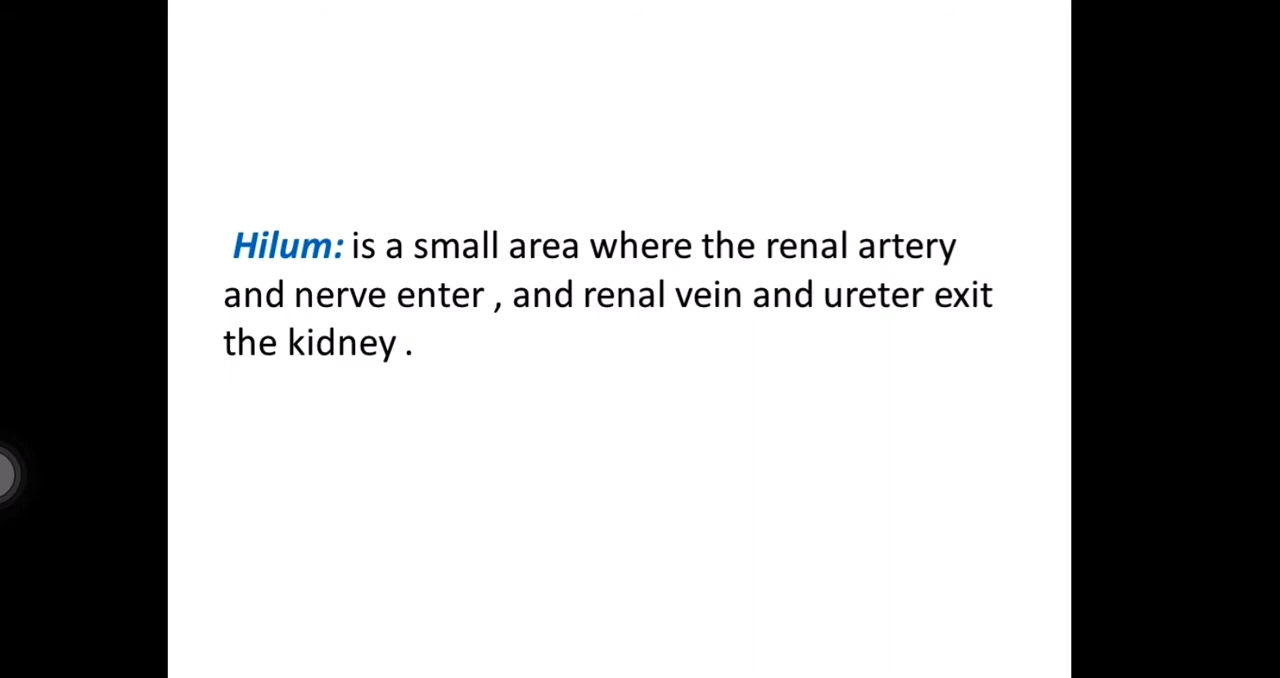 Hilum: is a small area where the renal artery
and nerve enter , and renal vein and ureter exit
the kidney .